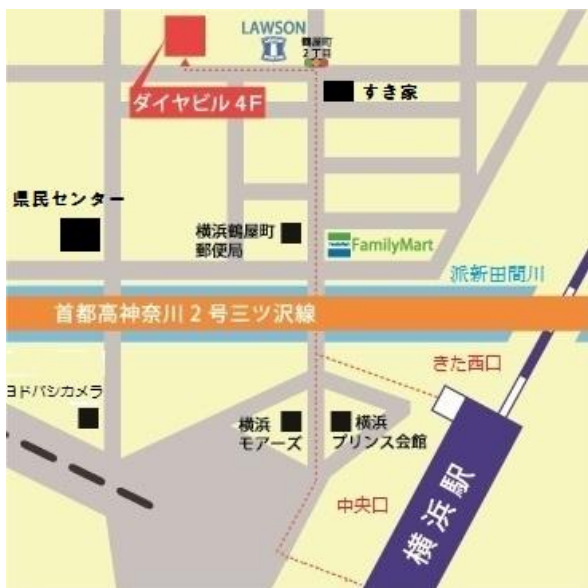 LAWSON
鶴屋町
2丁目
すき家
ダイヤビル 4F
県民センター
横浜鶴屋町
郵便局
FamilyMart
派新田間川
首都高神奈川 2 号三ツ沢線
きた西口
ヨドバシカメラ
横浜
モアーズ
横浜
プリンス会館
中央口
横浜駅